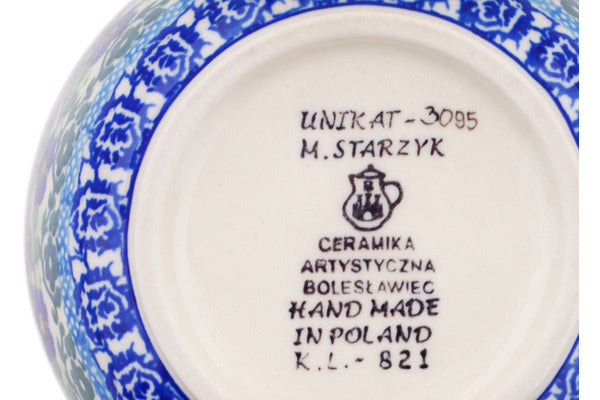 UNIKAT-3095
M. STARZYK
CERAMIKA
ARTYSTYCZNA
BOLESŁAWIEC
HAND MADE
IN POLAND
K.L.- 821